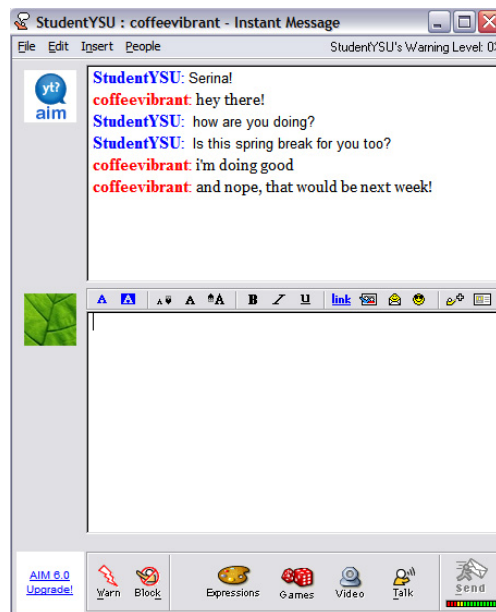 StudentYSU : coffeevibrant - Instant Message
File Edit Insert People StudentYSU's Warning Level: 0%
yt?
aim
StudentYSU: Serina!
coffeevibrant: hey there!
StudentYSU: how are you doing?
StudentYSU: Is this spring break for you too?
coffeevibrant: i'm doing good
coffeevibrant: and nope, that would be next week!
A A A A A B I U link
AIM 6.0
Upgrade!
Warn Block Expressions Games Video Talk Send